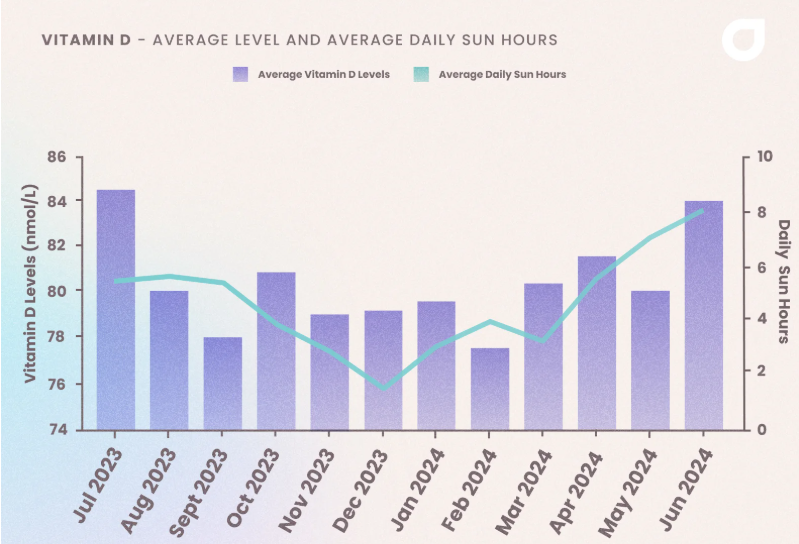 VITAMIN D - AVERAGE LEVEL AND AVERAGE DAILY SUN HOURS
Average Vitamin D Levels
Average Daily Sun Hours
Vitamin D Levels (nmol/L)
86
84
82
80
78
76
74
10
8
6
4
2
0
Daily Sun Hours
Jul 2023
Aug 2023
Sept 2023
Oct 2023
Nov 2023
Dec 2023
Jan 2024
Feb 2024
Mar 2024
Apr 2024
May 2024
Jun 2024